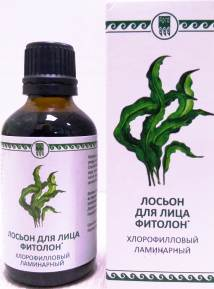 ЛОСЬОН ДЛЯ ЛИЦА
ФИТОЛОН
ХЛОРОФИЛЛОВЫЙ
ЛАМИНАРНЫЙ
ЛОСЬОН
ДЛЯ ЛИЦА
ФИТОЛОН
ХЛОРОФИЛЛОВЫЙ
ЛАМИНАРНЫЙ